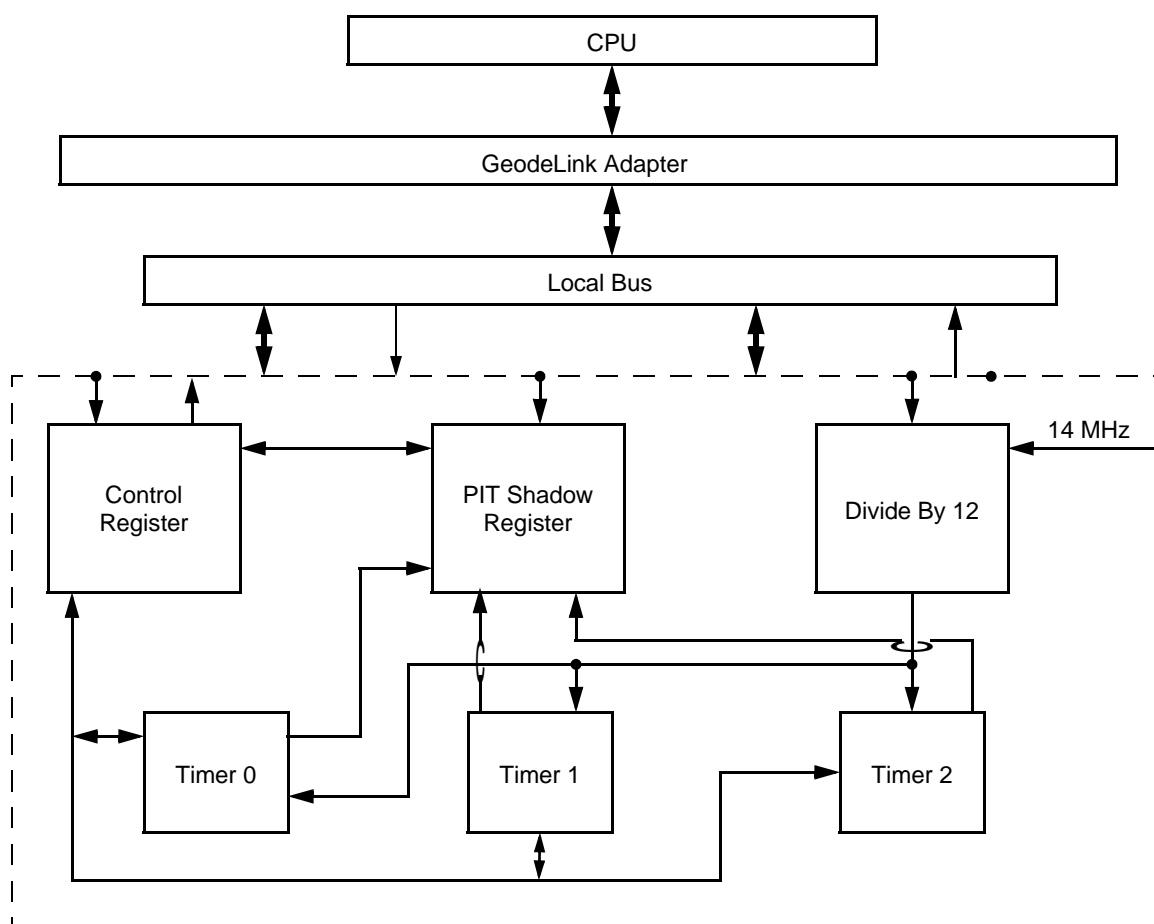 CPU
GeodeLink Adapter
Local Bus
14 MHz
Control
Register
PIT Shadow
Register
Divide By 12
Timer 0
Timer 1
Timer 2